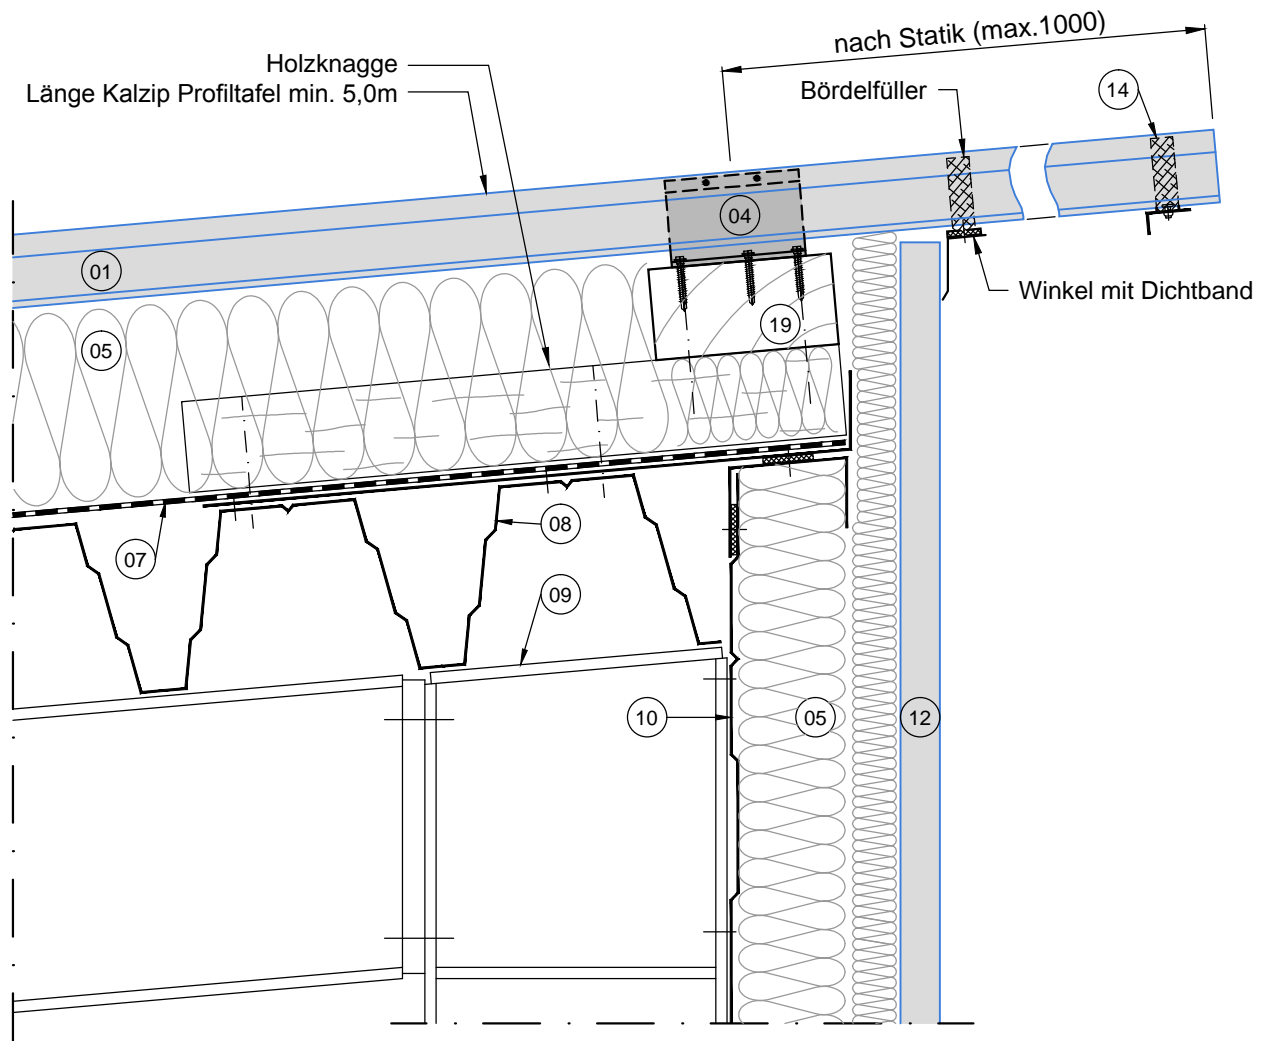 nach Statik (max.1000)
Holzknagge
Länge Kalzip Profiltafel min. 5,0m
Bördelfüller
14
04
01
Winkel mit Dichtband
19
05
08
07
09
10
05
12